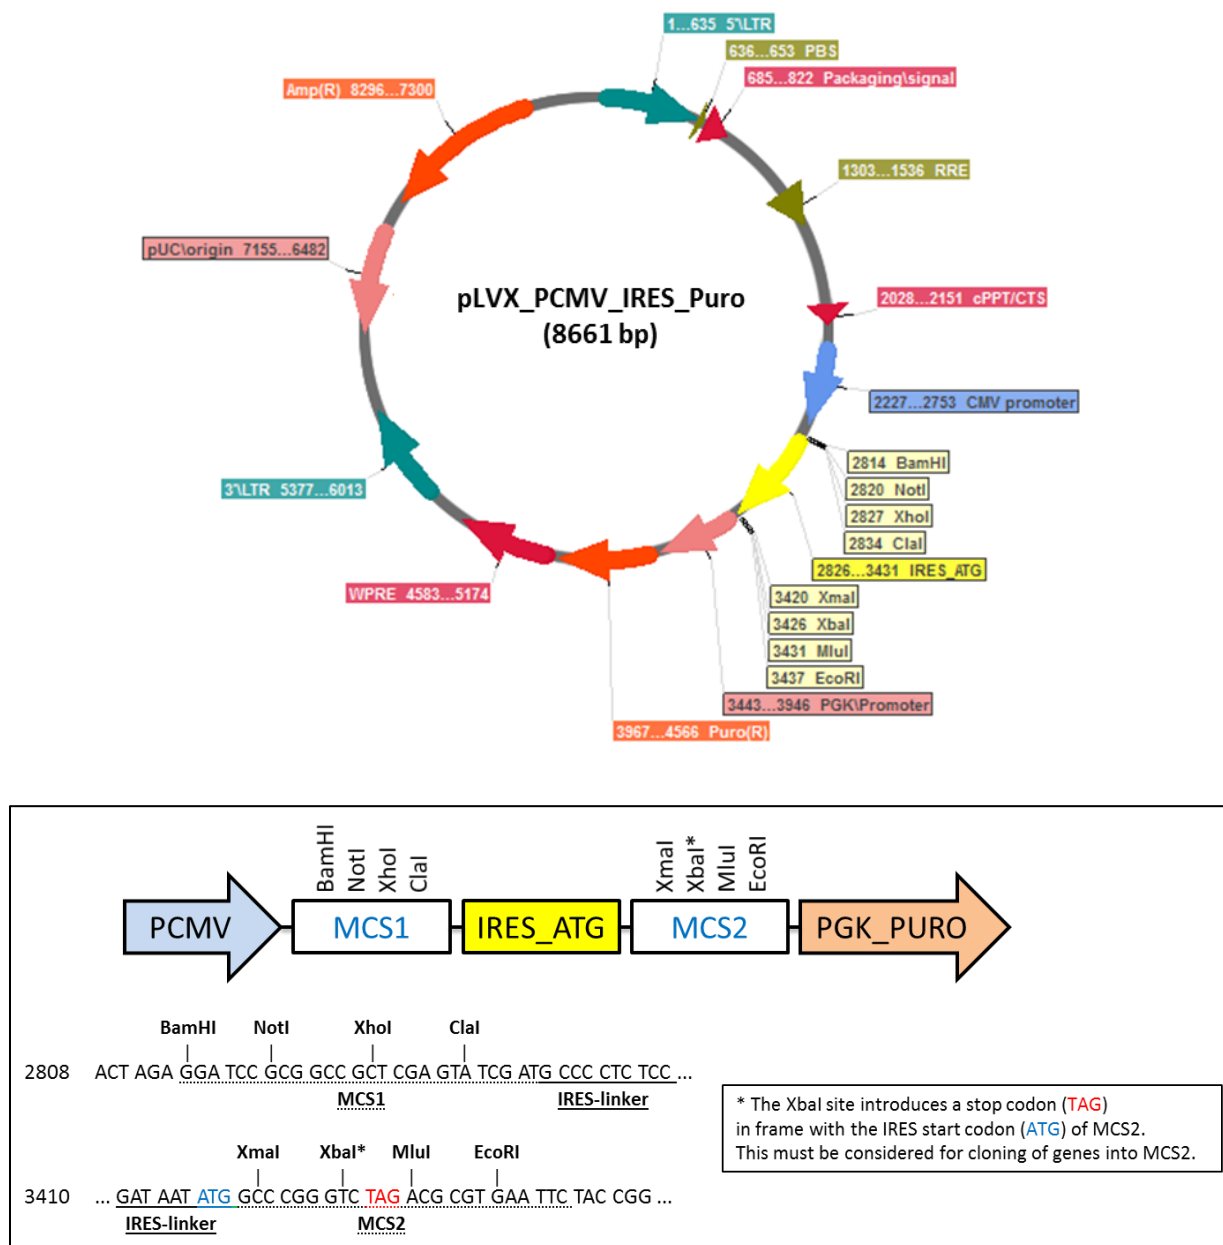 1...635 5'\LTR
636...653 PBS
685...822 Packaging\signal
Amp(R) 8296...7300
1303...1536 RRE
pUC\origin 7155...6482
pLVX_PCMV_IRES_Puro
(8661 bp)
2028...2151 cPPT/CTS
2227...2753 CMV promoter
2814 BamHI
2820 NotI
2827 XhoI
2834 ClaI
3'\LTR 5377...6013
2826...3431 IRES_ATG
WPRE 4583...5174
3420 XmaI
3426 XbaI
3431 MluI
3437 EcoRI
3443...3946 PGK\Promoter
3967...4566 Puro(R)
BamHI
NotI
XhoI
ClaI
XmaI
XbaI*
MluI
EcoRI
PCMV MCS1 IRES_ATG MCS2 PGK_PURO
BamHI NotI XhoI ClaI
2808 ACT AGA GGA TCC GCG GCC GCT CGA GTA TCG ATG CCC CTC TCC ...
MCS1 IRES-linker
* The XbaI site introduces a stop codon (TAG)
in frame with the IRES start codon (ATG) of MCS2.
This must be considered for cloning of genes into MCS2.
XmaI XbaI* MluI EcoRI
3410 ... GAT AAT ATG GCC CGG GTC TAG ACG CGT GAA TTC TAC CGG ...
IRES-linker MCS2